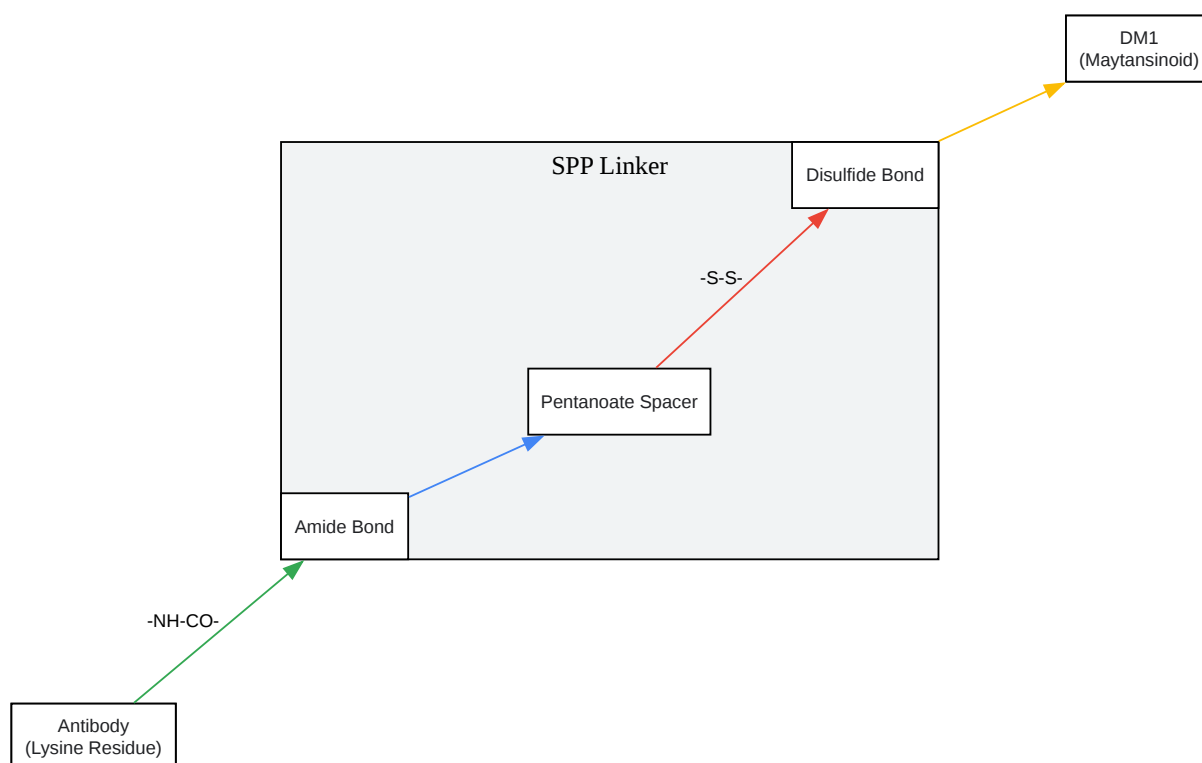 DM1
(Maytansinoid)
SPP Linker
Disulfide Bond
-S-S-
Pentanoate Spacer
Amide Bond
-NH-CO-
Antibody
(Lysine Residue)